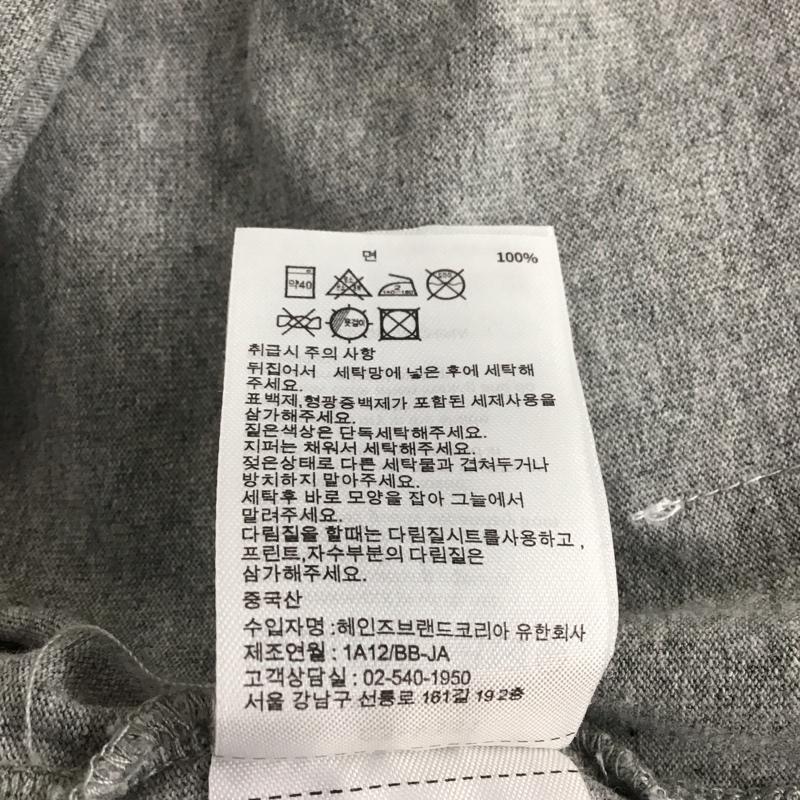 면 100%
약40
2
옷걸이
취급시 주의 사항
뒤집어서 세탁망에 넣은 후에 세탁해
주세요.
표백제,형광증백제가 포함된 세제사용을
삼가해주세요.
짙은색상은 단독세탁해주세요.
지퍼는 채워서 세탁해주세요.
젖은상태로 다른 세탁물과 겹쳐두거나
방치하지 말아주세요.
세탁후 바로 모양을 잡아 그늘에서
말려주세요.
다림질을 할때는 다림질시트를사용하고 ,
프린트,자수부분의 다림질은
삼가해주세요.
중국산
수입자명 :헤인즈브랜드코리아 유한회사
제조연월 : 1A12/BB-JA
고객상담실 : 02-540-1950
서울 강남구 선릉로 161길 19 2층